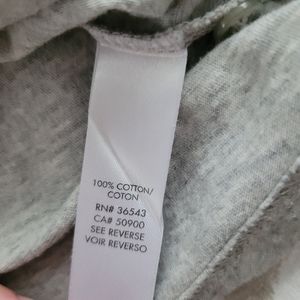 100% COTTON/
COTON
RN# 36543
CA# 50900
SEE REVERSE
VOIR REVERSO